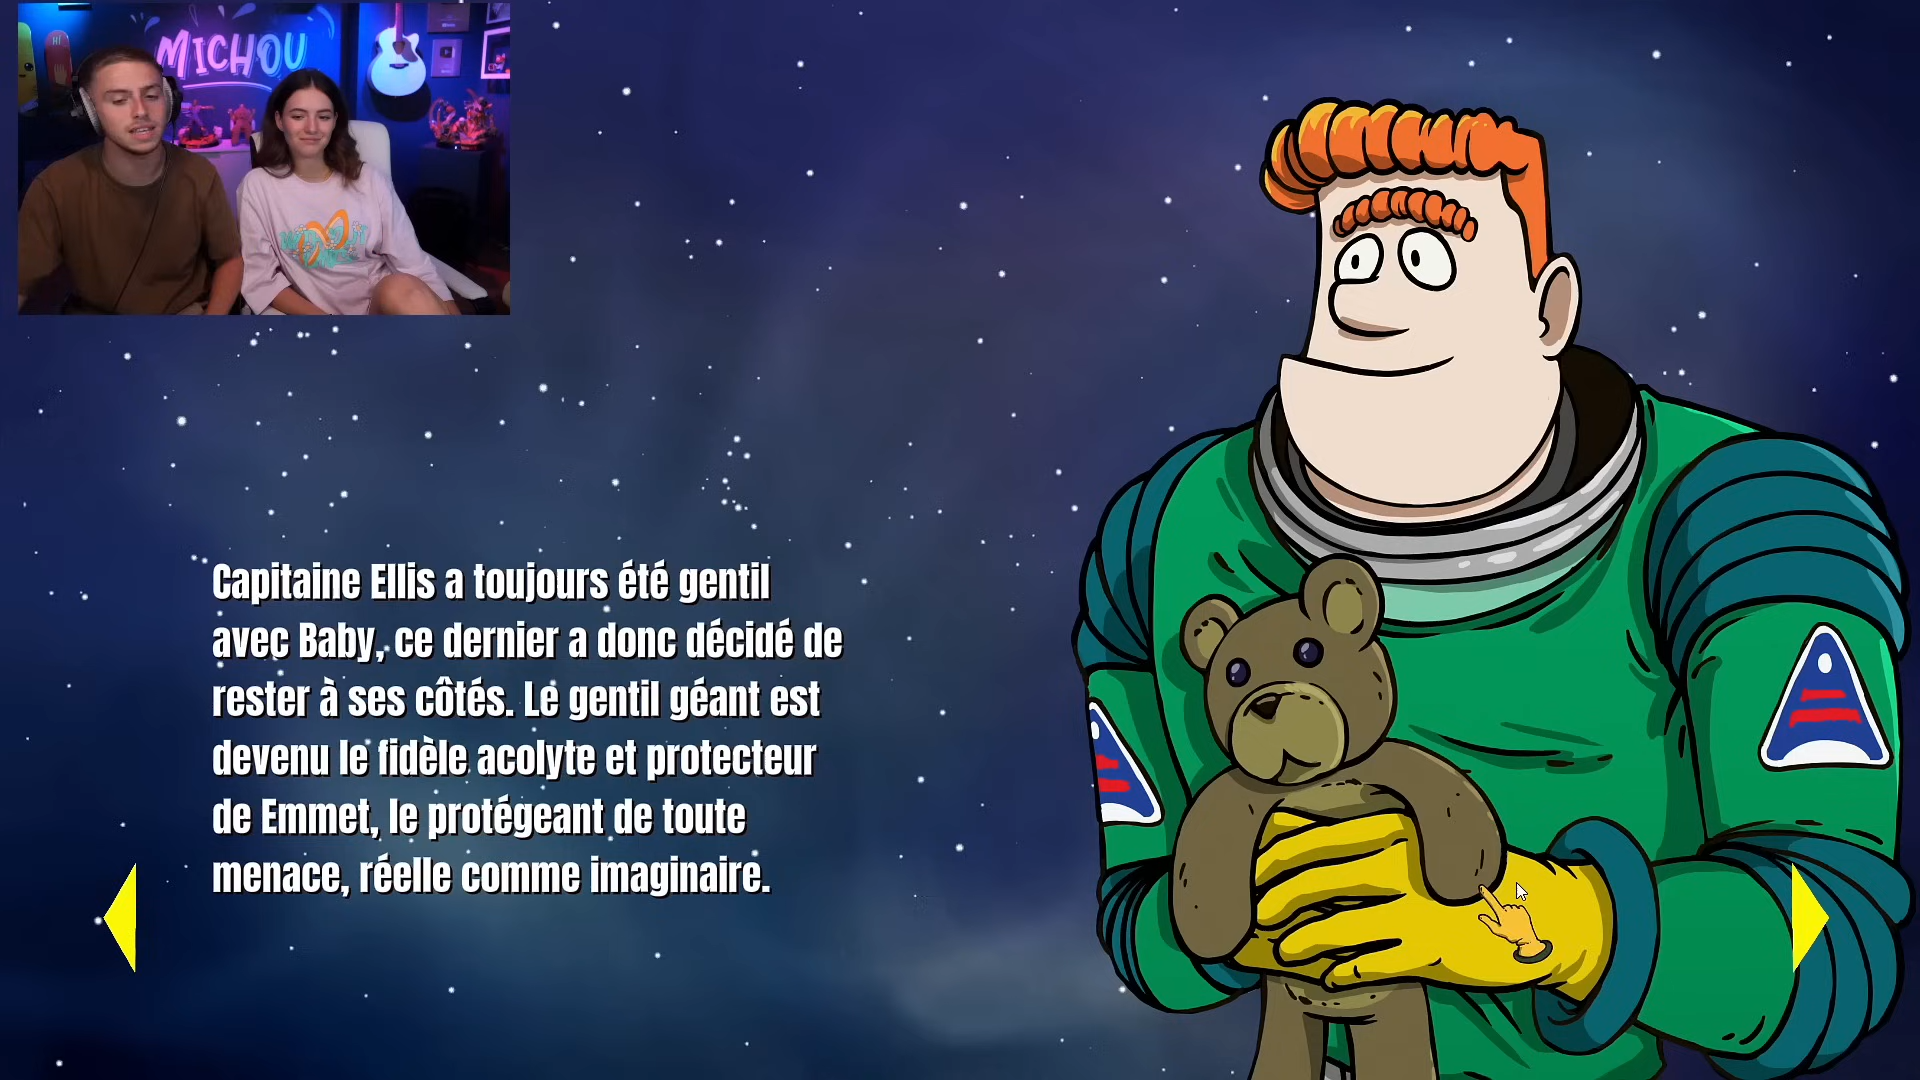 MICHOU
Capitaine Ellis a toujours été gentil
avec Baby, ce dernier a donc décidé de
rester à ses côtés. Le gentil géant est
devenu le fidèle acolyte et protecteur
de Emmet, le protégeant de toute
menace, réelle comme imaginaire.